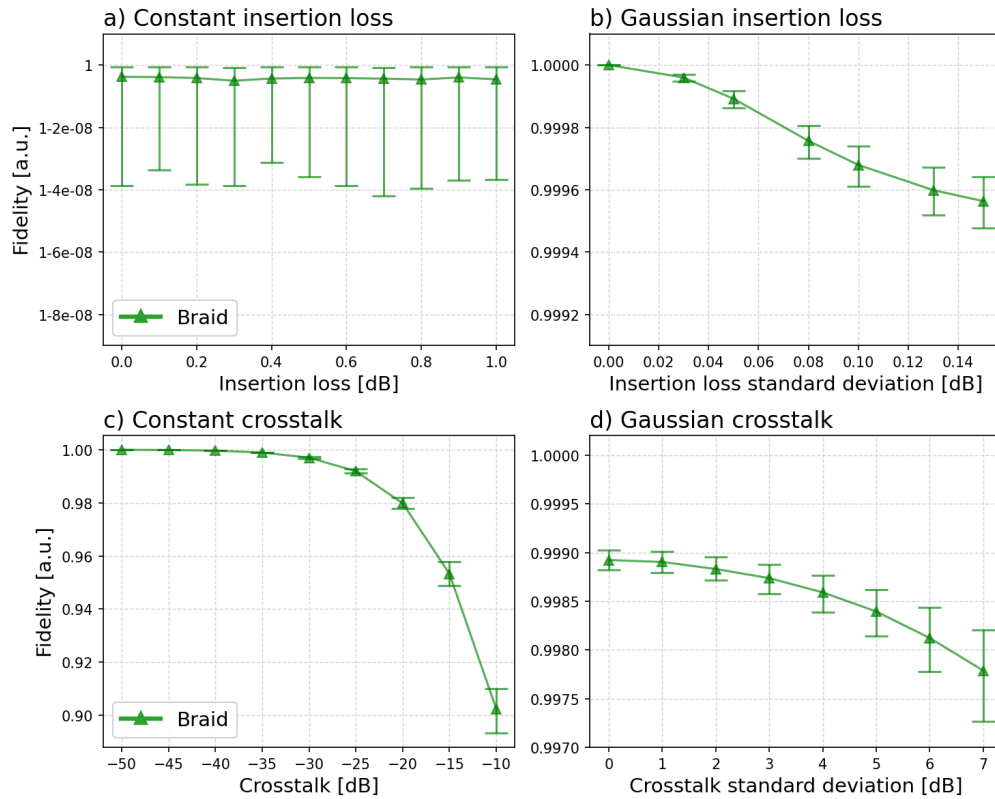 a) Constant insertion loss
Fidelity [a.u.]
1
1-2e-08
1-4e-08
1-6e-08
1-8e-08
Braid
0.0 0.2 0.4 0.6 0.8 1.0
Insertion loss [dB]
b) Gaussian insertion loss
1.0000
0.9998
0.9996
0.9994
0.9992
0.00 0.02 0.04 0.06 0.08 0.10 0.12 0.14
Insertion loss standard deviation [dB]
c) Constant crosstalk
Fidelity [a.u.]
1.00
0.98
0.96
0.94
0.92
0.90
Braid
−50 −45 −40 −35 −30 −25 −20 −15 −10
Crosstalk [dB]
d) Gaussian crosstalk
1.0000
0.9995
0.9990
0.9985
0.9980
0.9975
0.9970
0 1 2 3 4 5 6 7
Crosstalk standard deviation [dB]